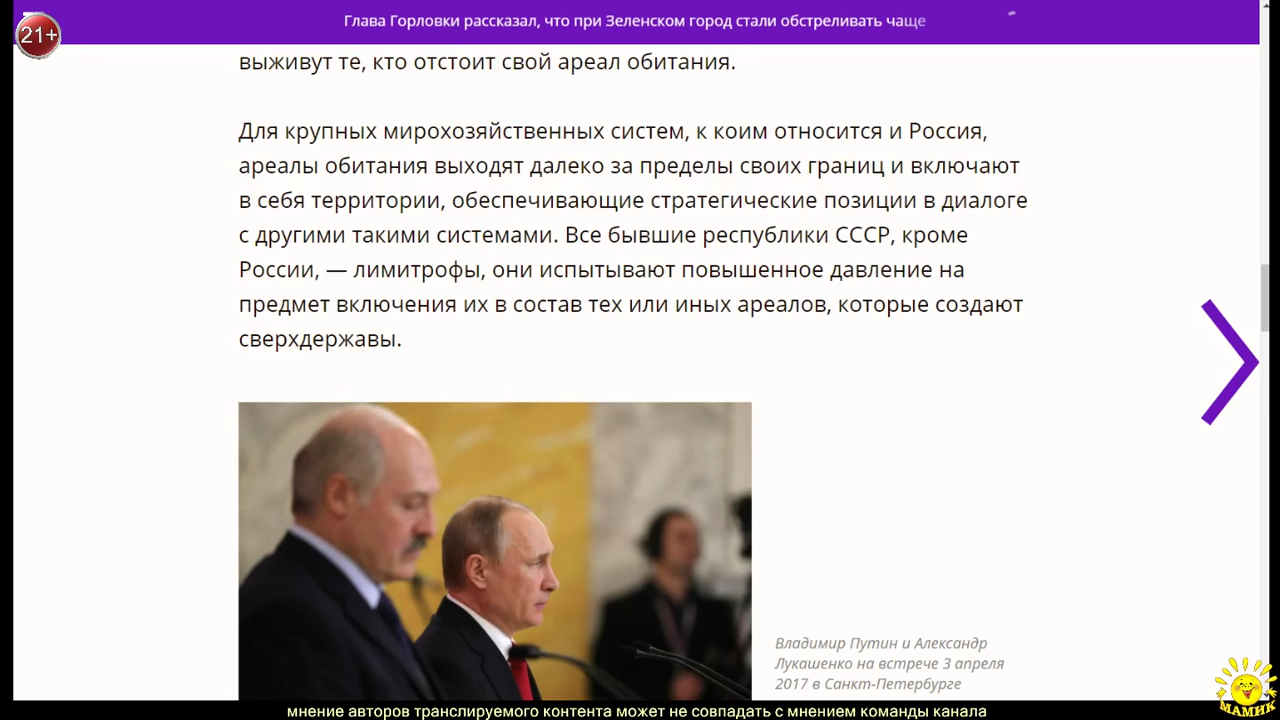 Глава Горловки рассказал, что при Зеленском город стали обстреливать чаще
21+
выживут те, кто отстоит свой ареал обитания.
Для крупных мирохозяйственных систем, к коим относится и Россия,
ареалы обитания выходят далеко за пределы своих границ и включают
в себя территории, обеспечивающие стратегические позиции в диалоге
с другими такими системами. Все бывшие республики СССР, кроме
России, — лимитрофы, они испытывают повышенное давление на
предмет включения их в состав тех или иных ареалов, которые создают
сверхдержавы.
Владимир Путин и Александр
Лукашенко на встрече 3 апреля
2017 в Санкт-Петербурге
МАМИК
мнение авторов транслируемого контента может не совпадать с мнением команды канала